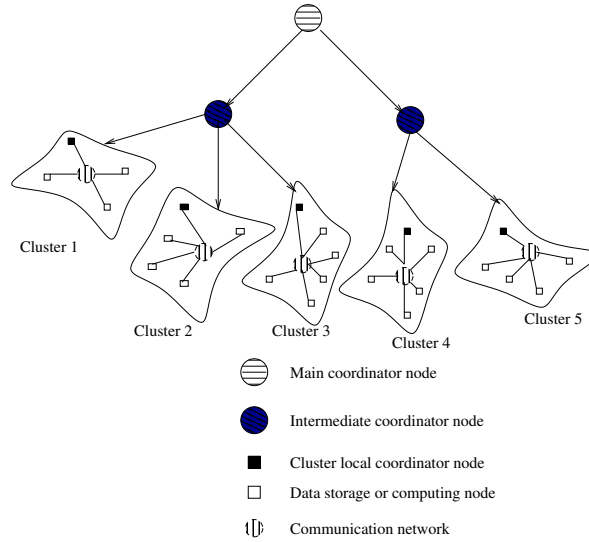 Cluster 1
Cluster 2
Cluster 3
Cluster 4
Cluster 5
Main coordinator node
Intermediate coordinator node
Cluster local coordinator node
Data storage or computing node
Communication network